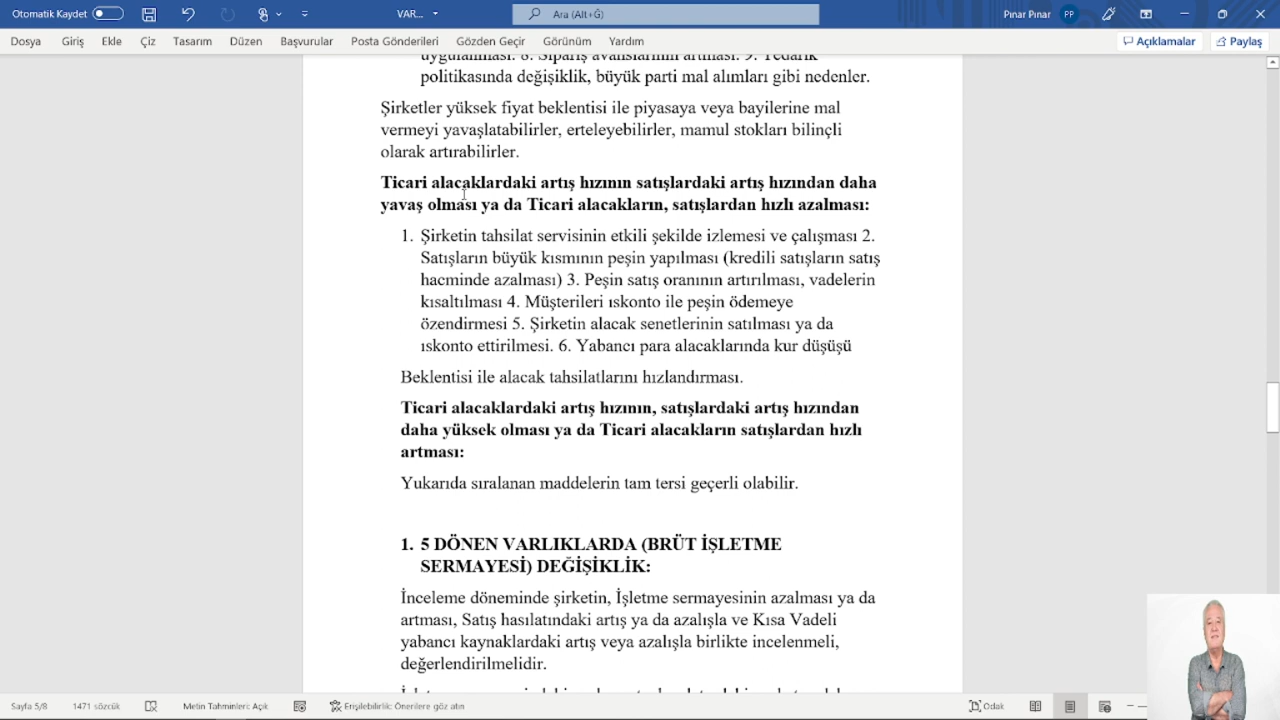 Otomatik Kaydet
VAR...
Ara (Alt+Ğ)
Pınar Pınar
PP
Dosya Giriş Ekle Çiz Tasarım Düzen Başvurular Posta Gönderileri Gözden Geçir Görünüm Yardım
Açıklamalar
Paylaş
uygulanması. 8. Sipariş avanslarının artması. 9. Tedarik
politikasında değişiklik, büyük parti mal alımları gibi nedenler.
Şirketler yüksek fiyat beklentisi ile piyasaya veya bayilerine mal
vermeyi yavaşlatabilirler, erteleyebilirler, mamul stokları bilinçli
olarak artırabilirler.
Ticari alacaklardaki artış hızının satışlardaki artış hızından daha
yavaş olması ya da Ticari alacakların, satışlardan hızlı azalması:
1. Şirketin tahsilat servisinin etkili şekilde izlemesi ve çalışması 2.
Satışların büyük kısmının peşin yapılması (kredili satışların satış
hacminde azalması) 3. Peşin satış oranının artırılması, vadelerin
kısaltılması 4. Müşterileri ıskonto ile peşin ödemeye
özendirmesi 5. Şirketin alacak senetlerinin satılması ya da
ıskonto ettirilmesi. 6. Yabancı para alacaklarında kur düşüşü
Beklentisi ile alacak tahsilatlarını hızlandırması.
Ticari alacaklardaki artış hızının, satışlardaki artış hızından
daha yüksek olması ya da Ticari alacakların satışlardan hızlı
artması:
Yukarıda sıralanan maddelerin tam tersi geçerli olabilir.
1. 5 DÖNEN VARLIKLARDA (BRÜT İŞLETME
SERMAYESİ) DEĞİŞİKLİK:
İnceleme döneminde şirketin, İşletme sermayesinin azalması ya da
artması, Satış hasılatındaki artış ya da azalışla ve Kısa Vadeli
yabancı kaynaklardaki artış veya azalışla birlikte incelenmeli,
değerlendirilmelidir.
Sayfa 5/8
1471 sözcük
Metin Tahminleri: Açık
Erişilebilirlik: Önerilere göz atın
Odak